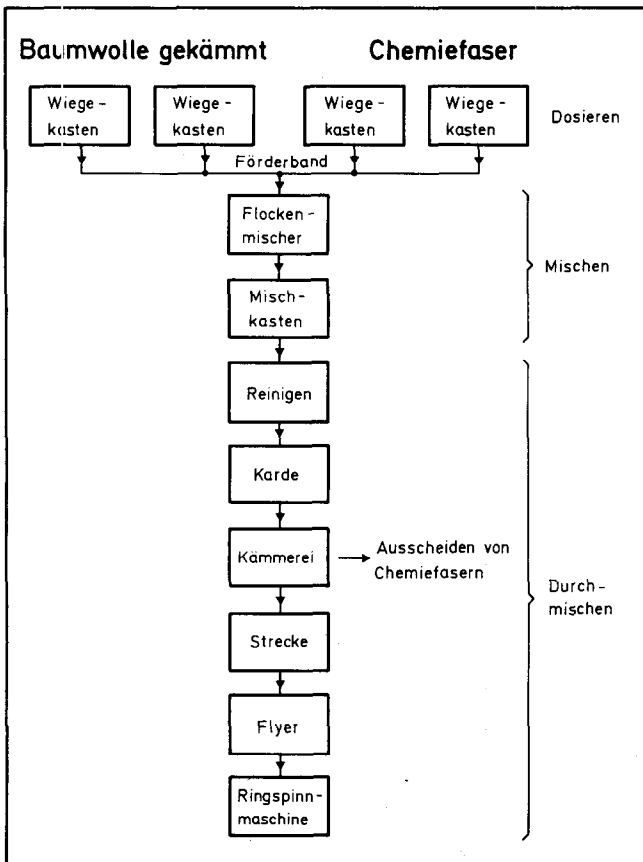 Baumwolle gekämmt
Chemiefaser
Wiege-
kasten
Wiege-
kasten
Wiege-
kasten
Wiege-
kasten
Dosieren
Förderband
Flocken-
mischer
Misch-
kasten
Mischen
Reinigen
Karde
Kämmerei
Ausscheiden von
Chemiefasern
Strecke
Flyer
Ringspinn-
maschine
Durch-
mischen